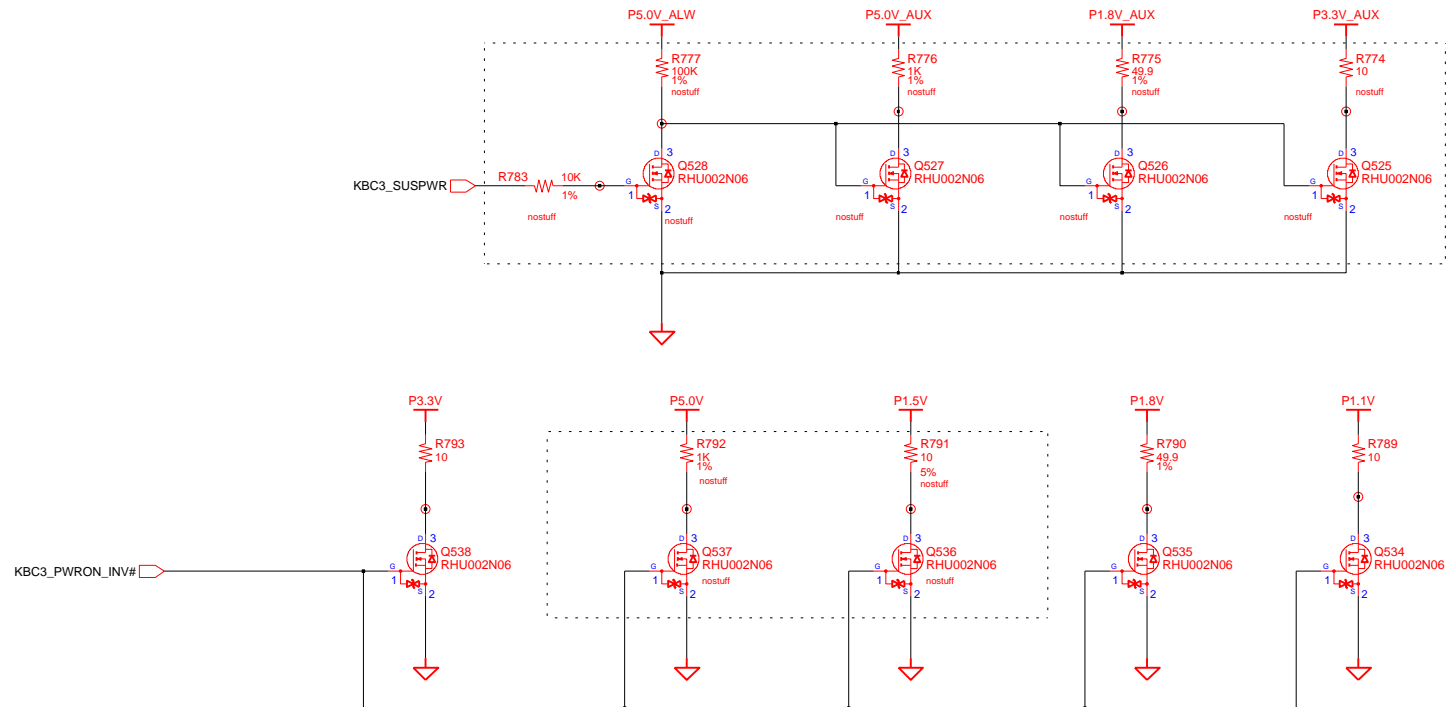 P5.0V_ALW
P5.0V_AUX
P1.8V_AUX
P3.3V_AUX
R777
100K
1%
nostuff
R776
1K
1%
nostuff
R775
49.9
1%
nostuff
R774
10
nostuff
KBC3_SUSPWR
R783
10K
1%
nostuff
D 3
Q528
RHU002N06
G
1
S
2
nostuff
D 3
Q527
RHU002N06
G
1
S
2
nostuff
D 3
Q526
RHU002N06
G
1
S
2
nostuff
D 3
Q525
RHU002N06
G
1
S
2
nostuff
P3.3V
P5.0V
P1.5V
P1.8V
P1.1V
R793
10
R792
1K
1%
nostuff
R791
10
5%
nostuff
R790
49.9
1%
R789
10
KBC3_PWRON_INV#
D 3
Q538
RHU002N06
G
1
S
2
D 3
Q537
RHU002N06
nostuff
G
1
S
2
D 3
Q536
RHU002N06
nostuff
G
1
S
2
D 3
Q535
RHU002N06
G
1
S
2
D 3
Q534
RHU002N06
G
1
S
2